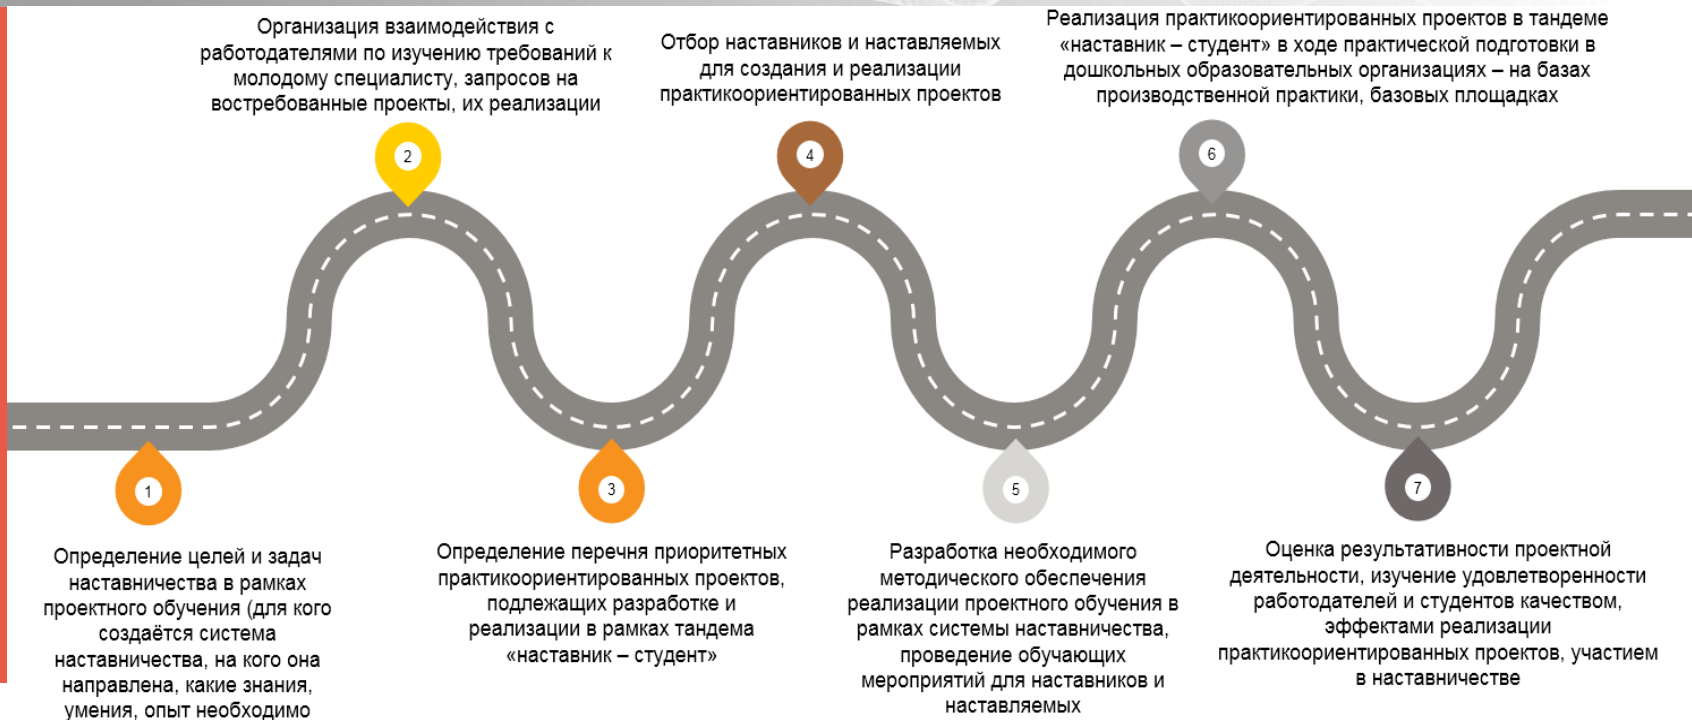 Организация взаимодействия с
работодателями по изучению требований к
молодому специалисту, запросов на
востребованные проекты, их реализации
Отбор наставников и наставляемых
для создания и реализации
практикоориентированных проектов
Реализация практикоориентированных проектов в тандеме
«наставник – студент» в ходе практической подготовки в
дошкольных образовательных организациях – на базах
производственной практики, базовых площадках
2
4
6
1
3
5
7
Определение целей и задач
наставничества в рамках
проектного обучения (для кого
создаётся система
наставничества, на кого она
направлена, какие знания,
умения, опыт необходимо
Определение перечня приоритетных
практикоориентированных проектов,
подлежащих разработке и
реализации в рамках тандема
«наставник – студент»
Разработка необходимого
методического обеспечения
реализации проектного обучения в
рамках системы наставничества,
проведение обучающих
мероприятий для наставников и
наставляемых
Оценка результативности проектной
деятельности, изучение удовлетворенности
работодателей и студентов качеством,
эффектами реализации
практикоориентированных проектов, участием
в наставничестве